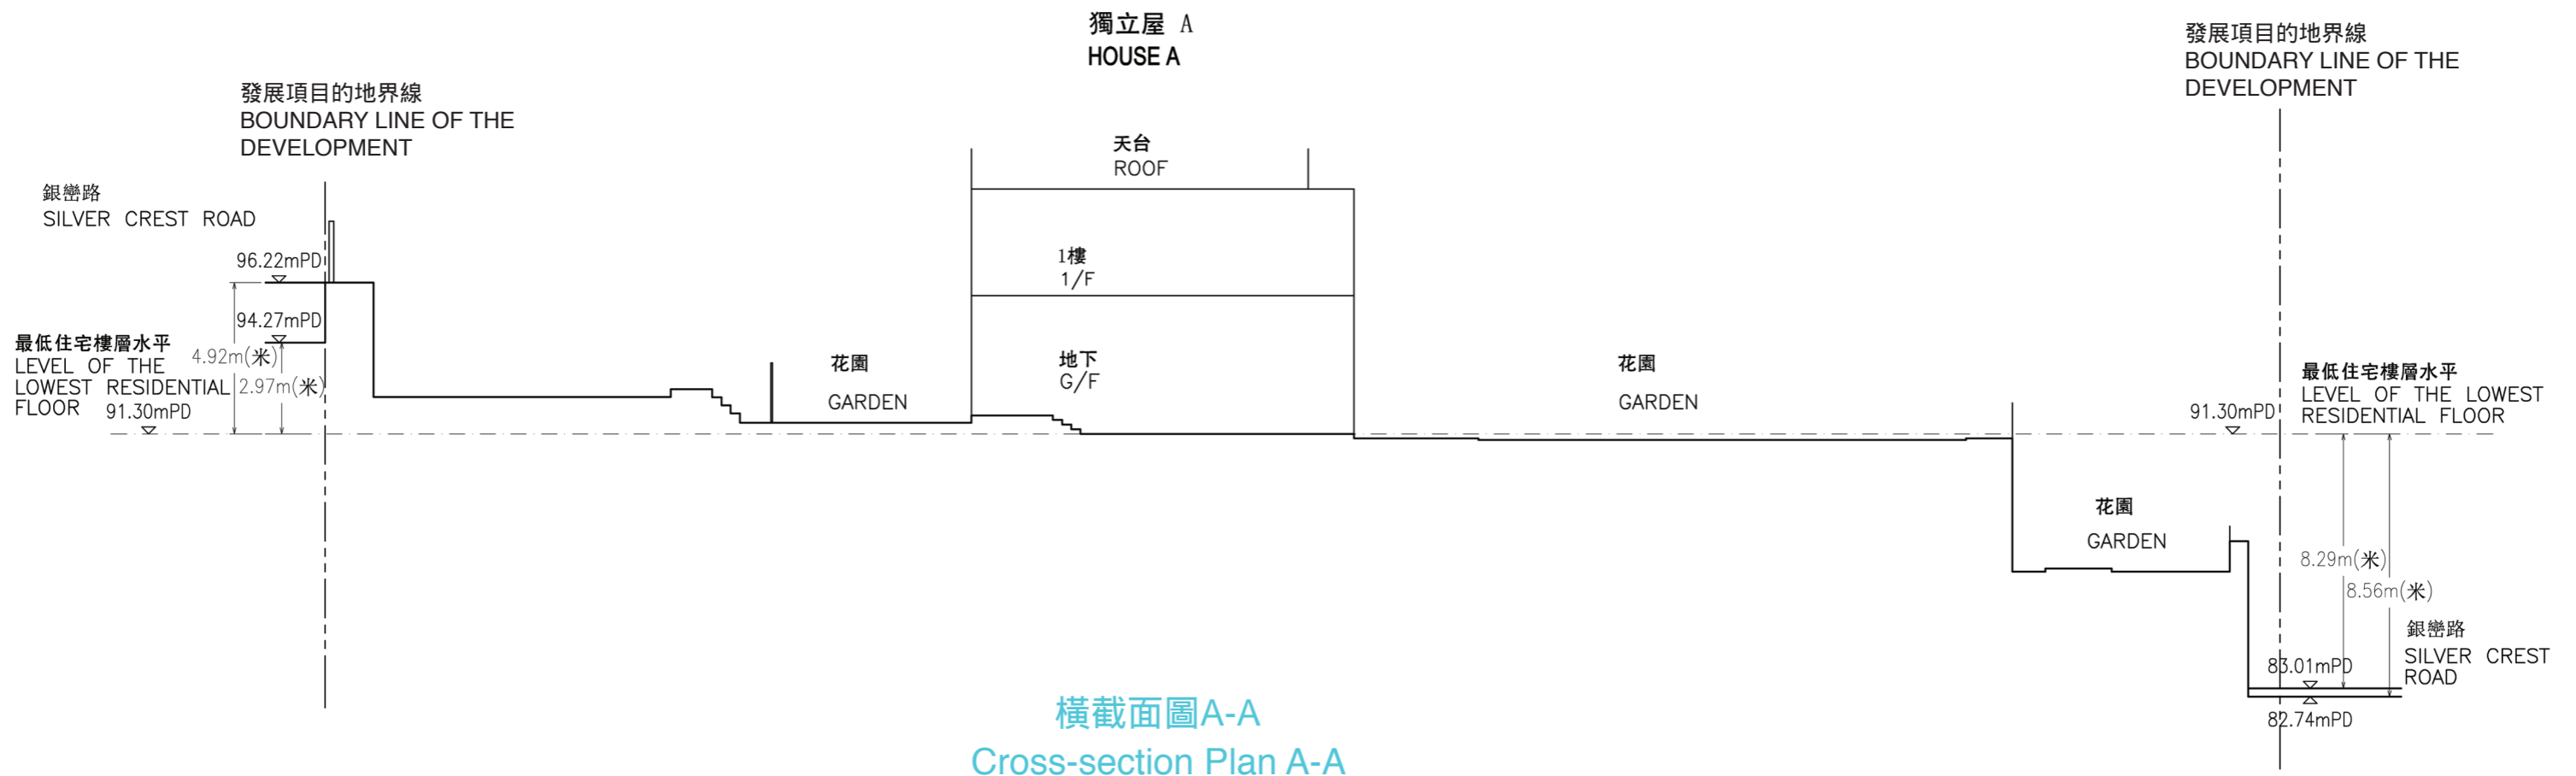 獨立屋 A
HOUSE A
發展項目的地界線
BOUNDARY LINE OF THE
DEVELOPMENT
發展項目的地界線
BOUNDARY LINE OF THE
DEVELOPMENT
天台
ROOF
銀巒路
SILVER CREST ROAD
96.22mPD
1樓
1/F
94.27mPD
最低住宅樓層水平
LEVEL OF THE
LOWEST RESIDENTIAL
FLOOR 91.30mPD
4.92m(米)
2.97m(米)
花園
GARDEN
地下
G/F
花園
GARDEN
91.30mPD
最低住宅樓層水平
LEVEL OF THE LOWEST
RESIDENTIAL FLOOR
花園
GARDEN
8.29m(米)
8.56m(米)
銀巒路
SILVER CREST
ROAD
83.01mPD
82.74mPD
橫截面圖A-A
Cross-section Plan A-A